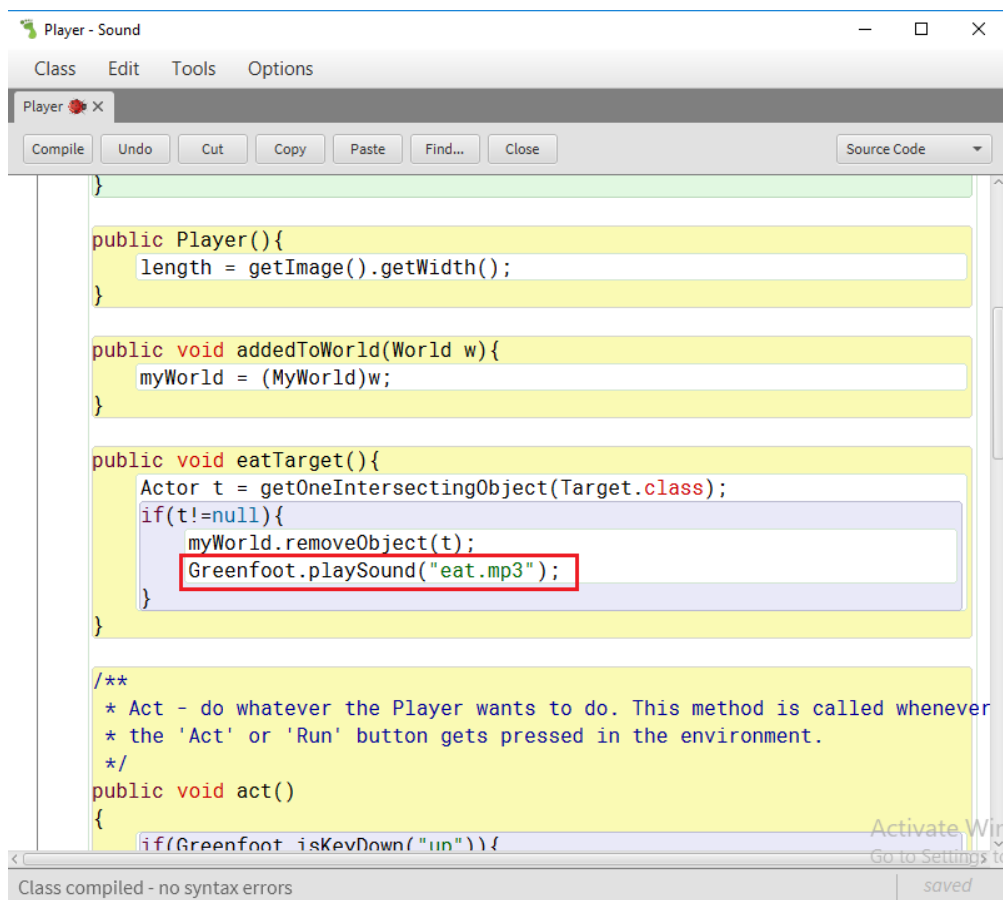 Player - Sound
Class Edit Tools Options
Player
Compile Undo Cut Copy Paste Find... Close Source Code
}
public Player(){
length = getImage().getWidth();
}
public void addedToWorld(World w){
myWorld = (MyWorld)w;
}
public void eatTarget(){
Actor t = getOneIntersectingObject(Target.class);
if(t!=null){
myWorld.removeObject(t);
Greenfoot.playSound("eat.mp3");
}
}
/**
* Act - do whatever the Player wants to do. This method is called whenever
* the 'Act' or 'Run' button gets pressed in the environment.
*/
public void act()
{
if(Greenfoot.isKeyDown("up")){
Activate Win
Go to Settings to
Class compiled - no syntax errors saved